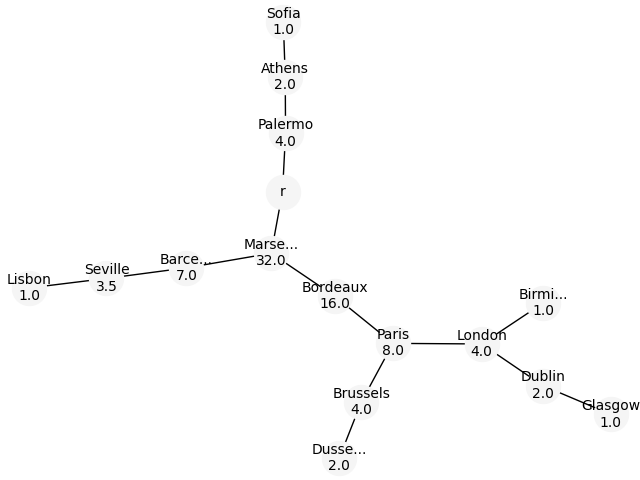 Sofia
1.0
Athens
2.0
Palermo
4.0
r
Marse...
32.0
Barce...
7.0
Seville
3.5
Lisbon
1.0
Bordeaux
16.0
Birmi...
1.0
Paris
8.0
London
4.0
Dublin
2.0
Brussels
4.0
Glasgow
1.0
Dusse...
2.0